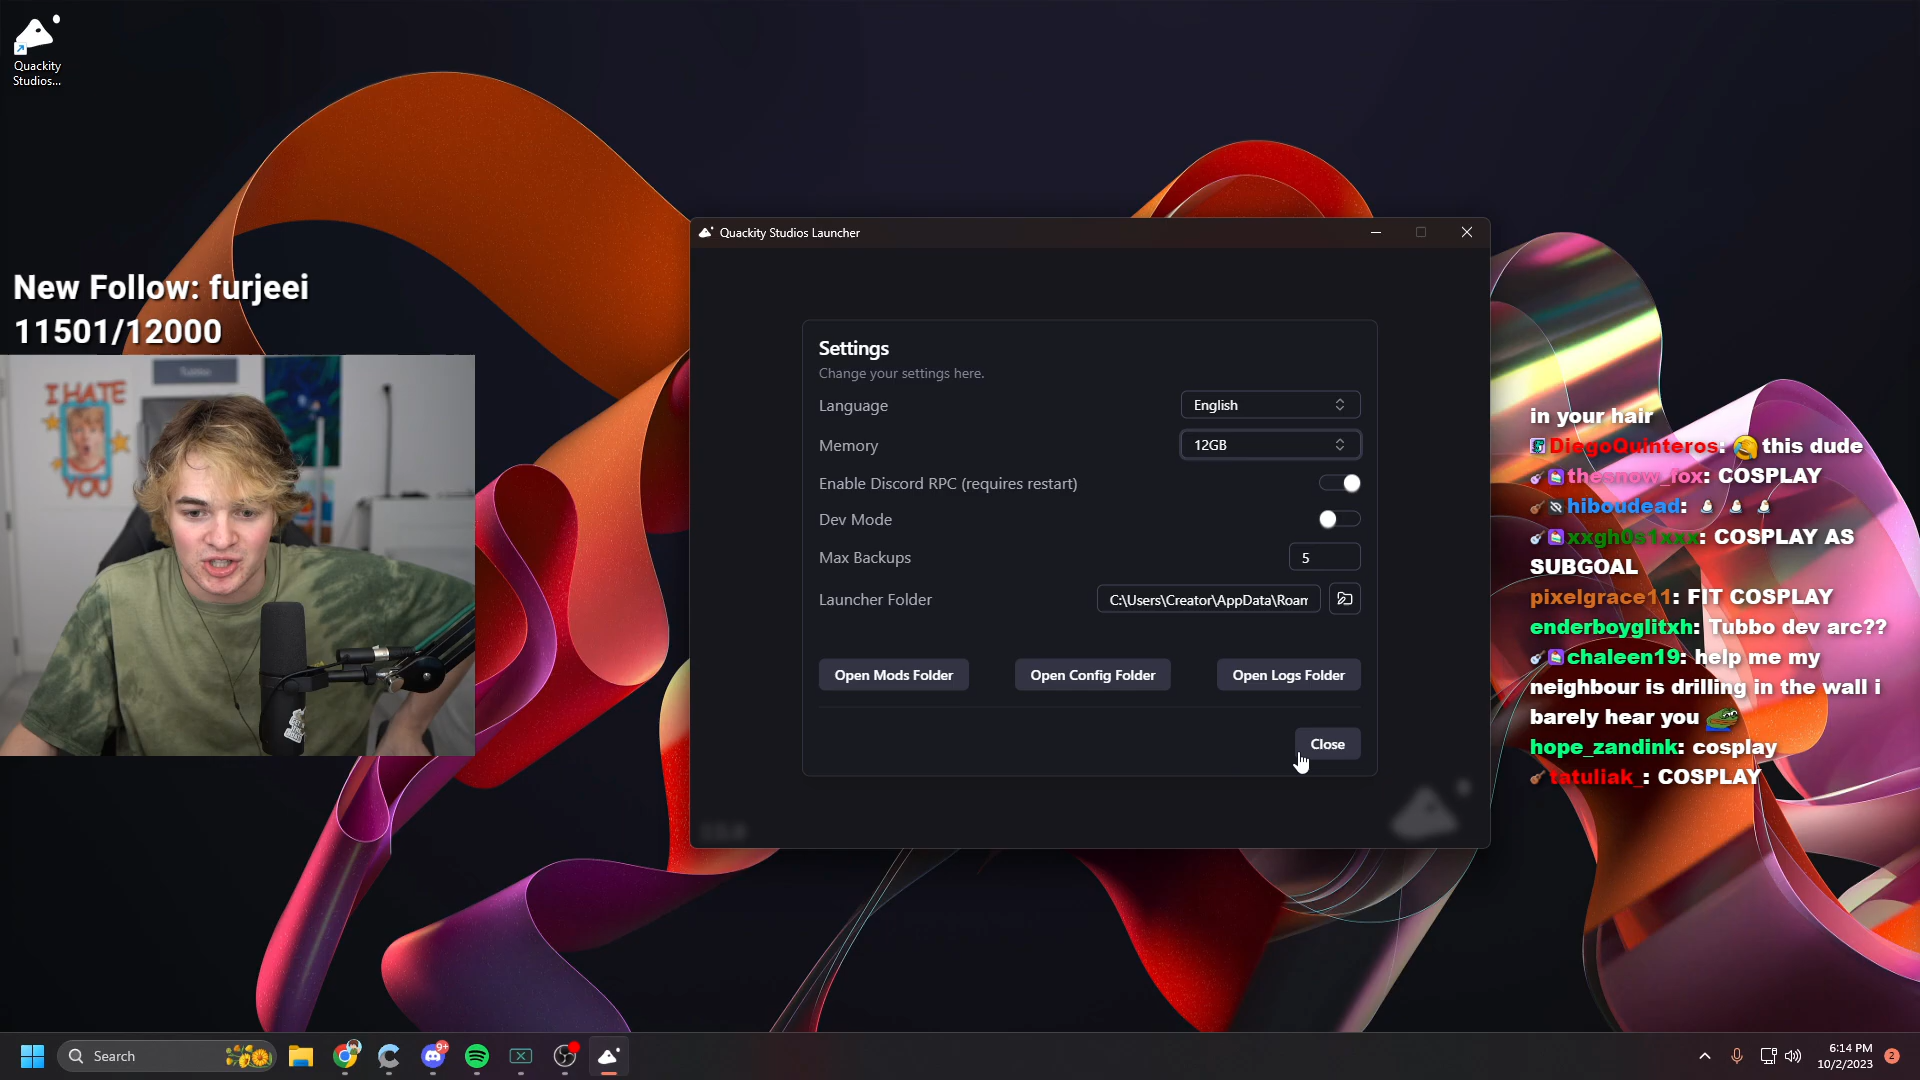 Quackity
Studios...
New Follow: furjeei
11501/12000
I HATE
YOU
Quackity Studios Launcher
Settings
Change your settings here.
Language
English
Memory
12GB
Enable Discord RPC (requires restart)
Dev Mode
Max Backups
5
Launcher Folder
C:\Users\Creator\AppData\Roam
Open Mods Folder
Open Config Folder
Open Logs Folder
Close
in your hair
DiegoQuinteros: this dude
thesnow_fox: COSPLAY
hiboudead:
xxgh0s1xxx: COSPLAY AS
SUBGOAL
pixelgrace11: FIT COSPLAY
enderboyglitxh: Tubbo dev arc??
chaleen19: help me my
neighbour is drilling in the wall i
barely hear you
hope_zandink: cosplay
tatuliak_: COSPLAY
Search
9+
6:14 PM
10/2/2023
2